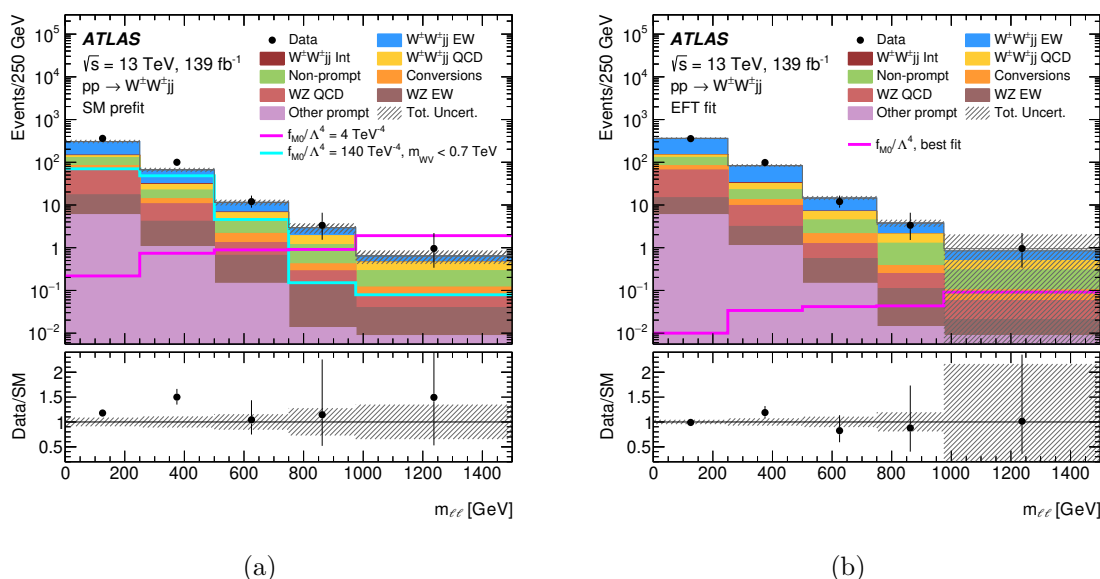 Events/250 GeV
10⁵
10⁴
10³
10²
10
1
10⁻¹
10⁻²
ATLAS
√s = 13 TeV, 139 fb⁻¹
pp → W±W±jj
SM prefit
Data
W±W±jj EW
W±W±jj Int
W±W±jj QCD
Non-prompt
Conversions
WZ QCD
WZ EW
Other prompt
Tot. Uncert.
f_M0/Λ⁴ = 4 TeV⁻⁴
f_M0/Λ⁴ = 140 TeV⁻⁴, m_WV < 0.7 TeV
Data/SM
2
1.5
1
0.5
0 200 400 600 800 1000 1200 1400
m_ℓℓ [GeV]
(a)
Events/250 GeV
10⁵
10⁴
10³
10²
10
1
10⁻¹
10⁻²
ATLAS
√s = 13 TeV, 139 fb⁻¹
pp → W±W±jj
EFT fit
Data
W±W±jj EW
W±W±jj Int
W±W±jj QCD
Non-prompt
Conversions
WZ QCD
WZ EW
Other prompt
Tot. Uncert.
f_M0/Λ⁴, best fit
Data/SM
2
1.5
1
0.5
0 200 400 600 800 1000 1200 1400
m_ℓℓ [GeV]
(b)